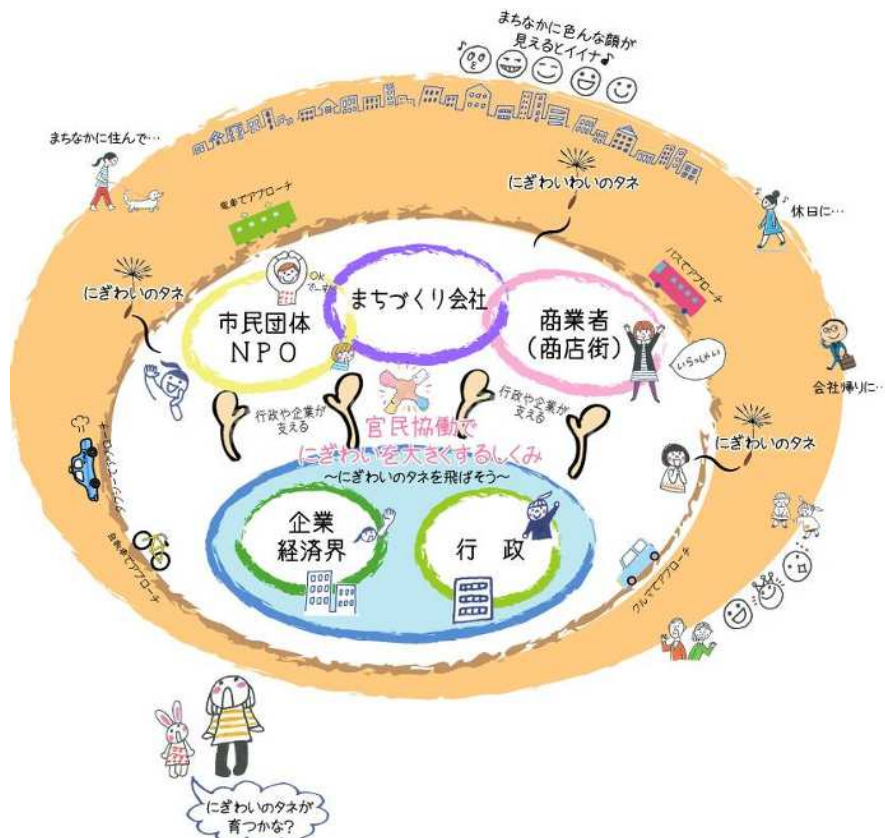 まちなかに色んな顔が
見えるとイイナ♪
まちなかに住んで…
にぎわいわいのタネ
電車でアプローチ
休日に…
バスでアプローチ
にぎわいのタネ
OK
でーす!!
まちづくり会社
市民団体
NPO
商業者
(商店街)
いらっしゃい
会社帰りに…
行政や企業が
支える
行政や企業が
支える
官民協働で
にぎわいを大きくするしくみ
～にぎわいのタネを飛ばそう～
にぎわいのタネ
企業
経済界
行政
自転車でアプローチ
クルマでアプローチ
にぎわいのタネが
育つかな?